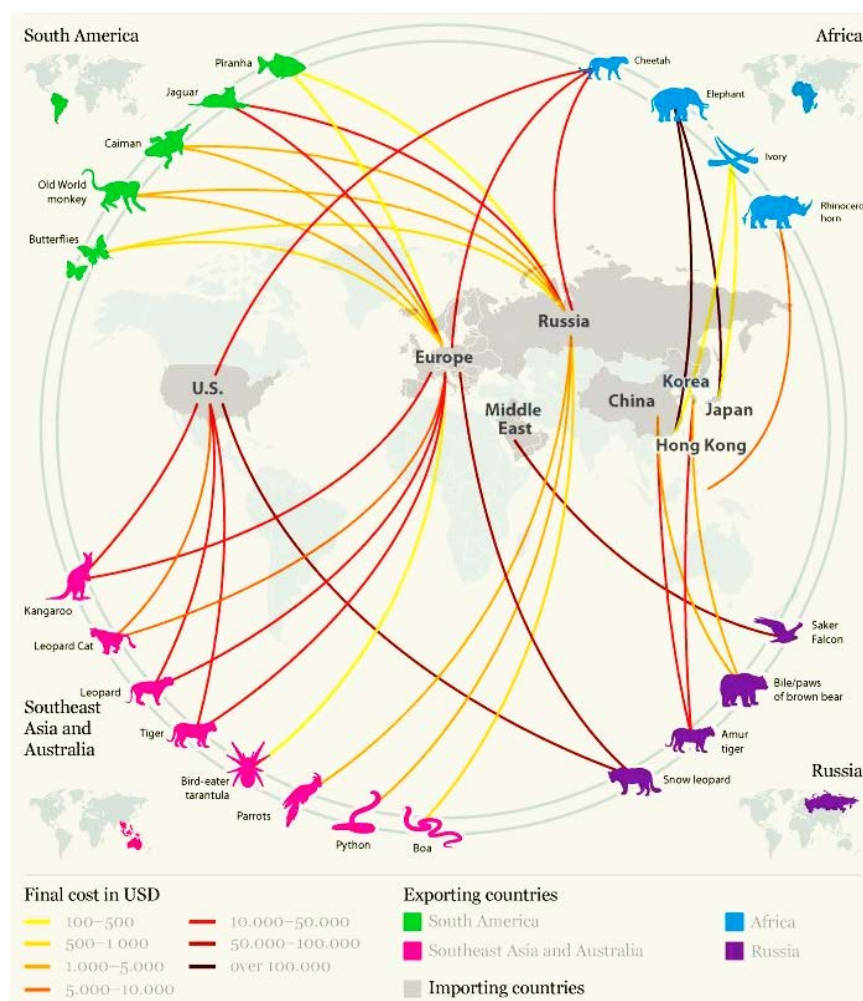 South America
Africa
Piranha
Cheetah
Jaguar
Elephant
Caiman
Ivory
Old World
monkey
Rhinocero
horn
Butterflies
Russia
Europe
U.S.
Korea
China
Middle
East
Japan
Hong Kong
Kangaroo
Saker
Falcon
Leopard Cat
Leopard
Bile/paws
of brown bear
Southeast
Asia and
Australia
Tiger
Amur
tiger
Bird-eater
tarantula
Snow leopard
Russia
Parrots
Python
Boa
Final cost in USD
100–500
500–1 000
1.000–5.000
5.000–10.000
10.000–50.000
50.000–100.000
over 100.000
Exporting countries
South America
Southeast Asia and Australia
Africa
Russia
Importing countries